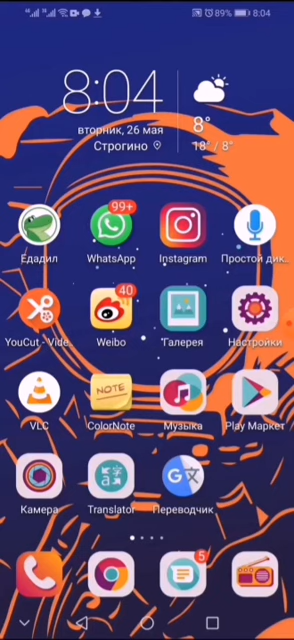 89% 8:04
8:04
вторник, 26 мая
Строгино
8°
18° / 8°
99+
Едадил WhatsApp Instagram Простой дик..
40
YouCut - Vide.. Weibo Галерея Настройки
NOTE
VLC ColorNote Музыка Play Маркет
G
Камера Translator Переводчик
5